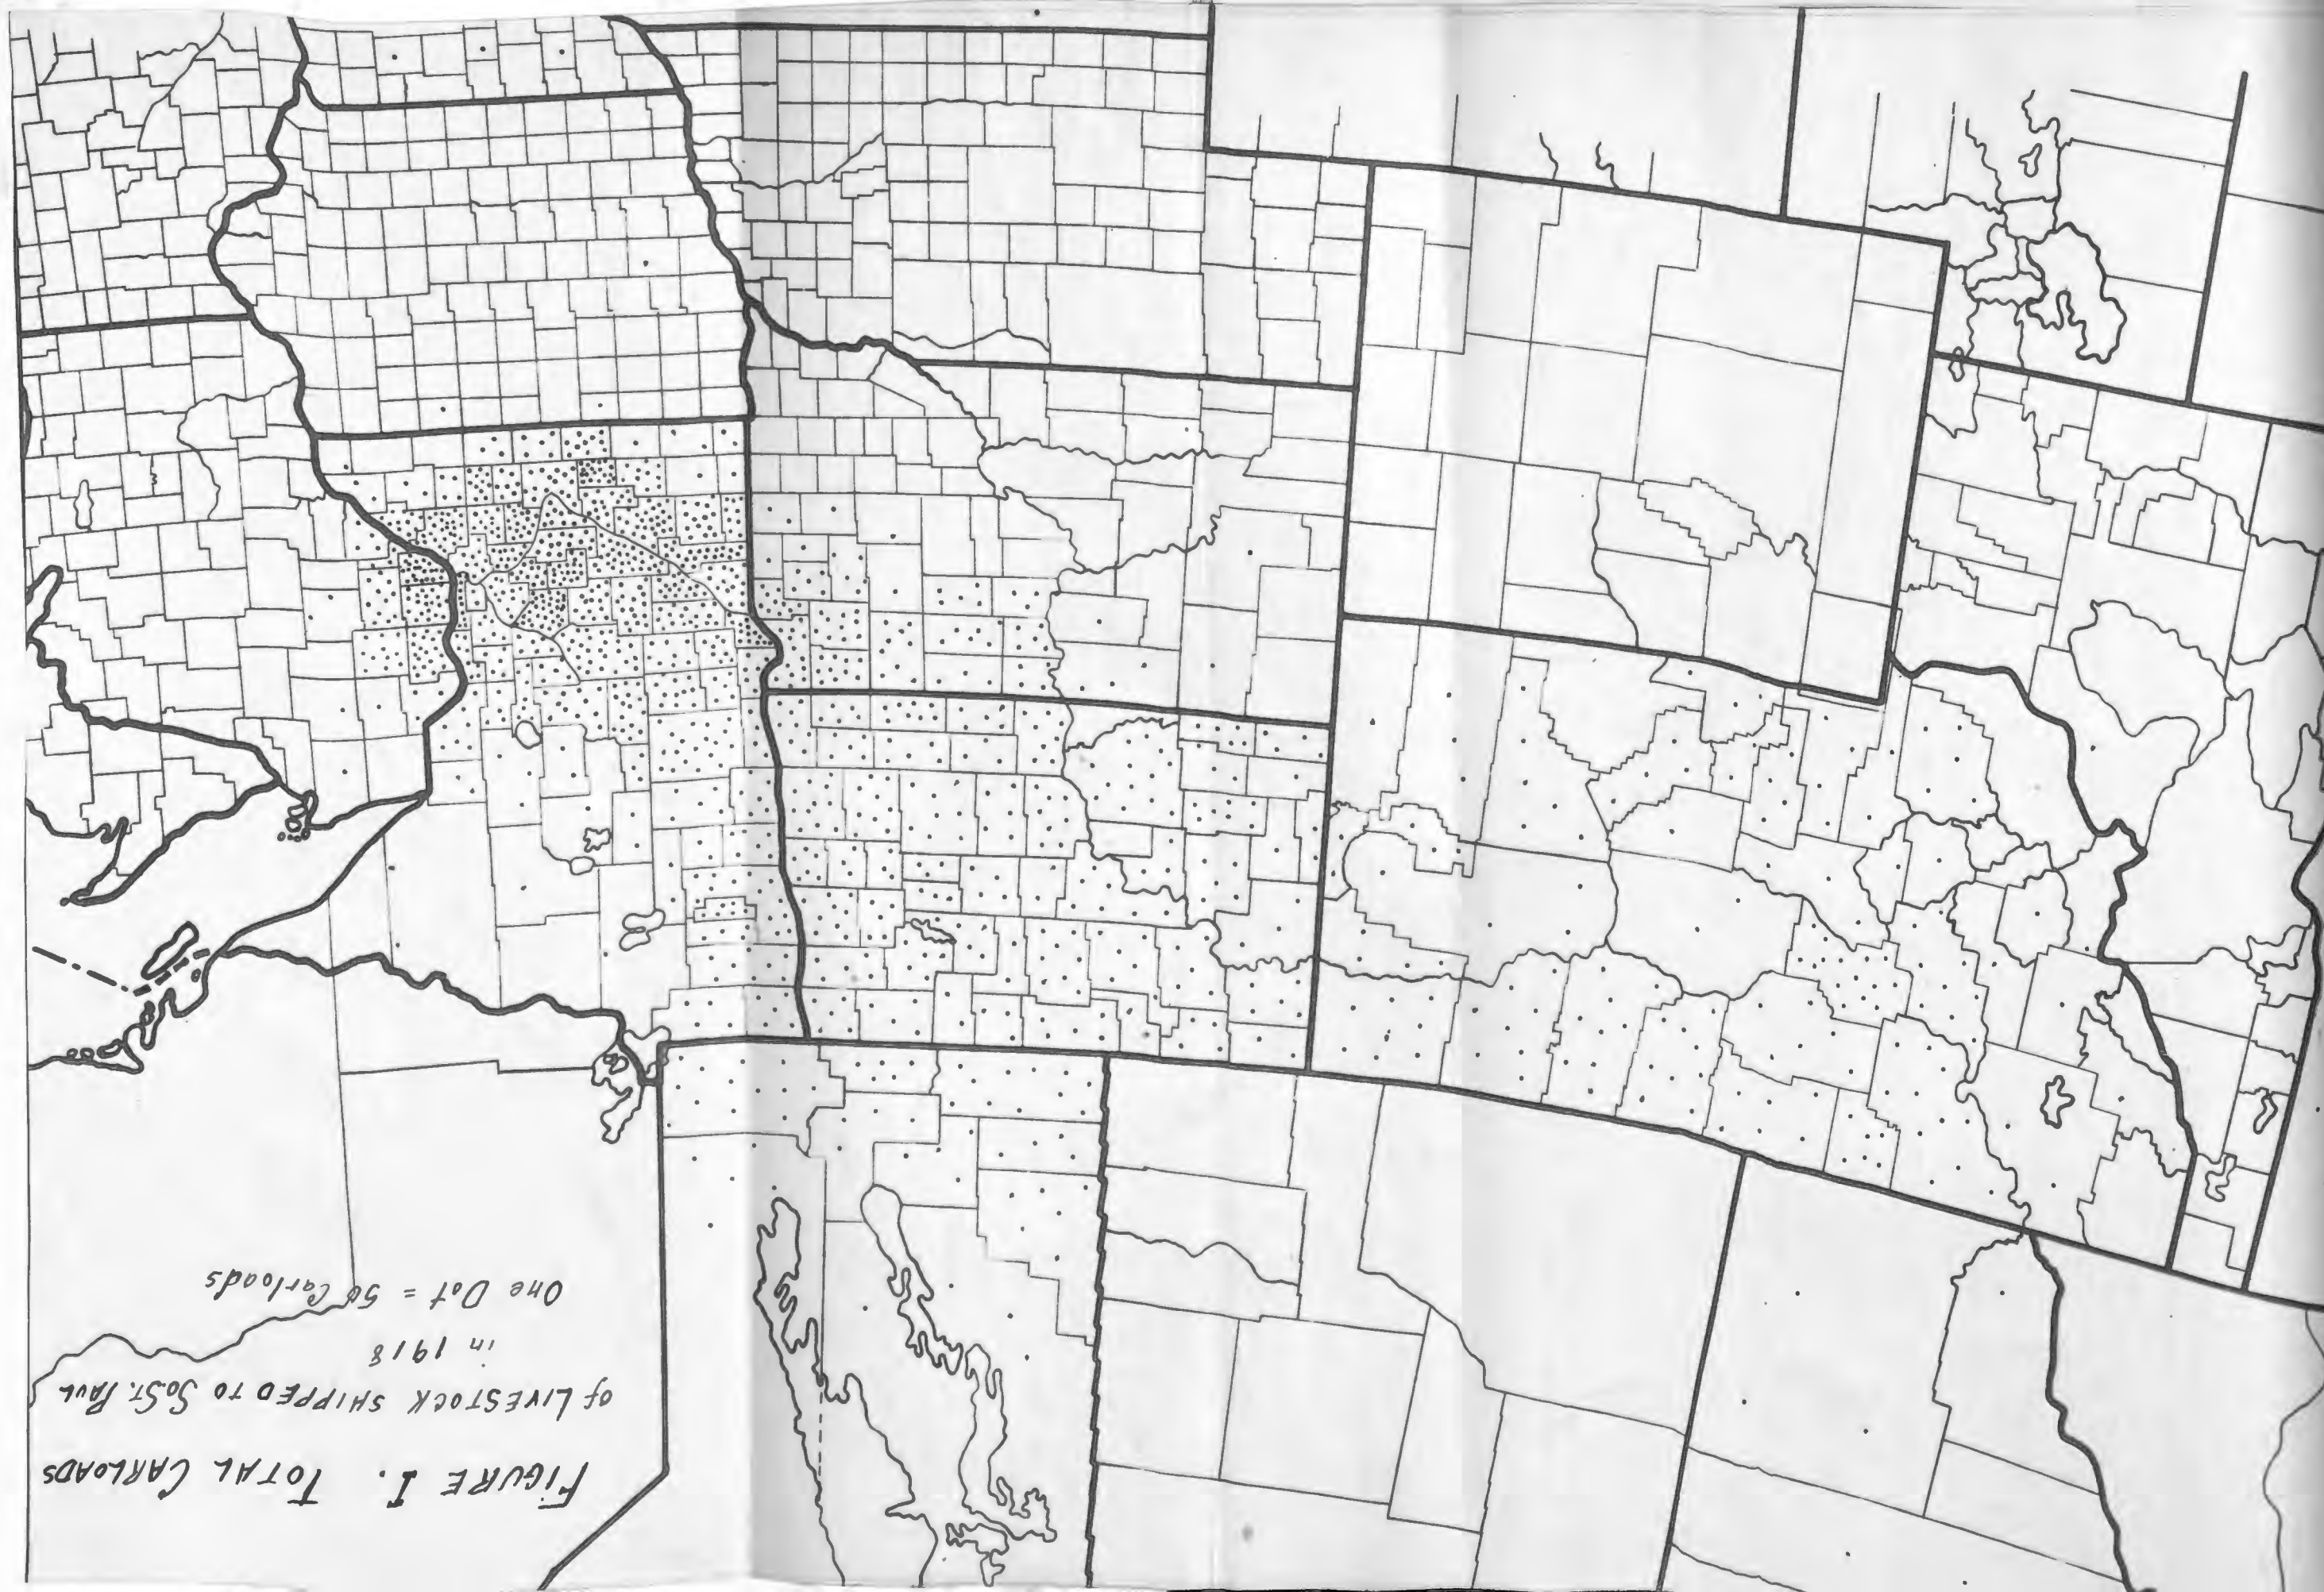 FIGURE I. TOTAL CARLOADS
of LIVESTOCK SHIPPED TO SO.ST. PAUL
in 1918
One Dot = 50 Carloads